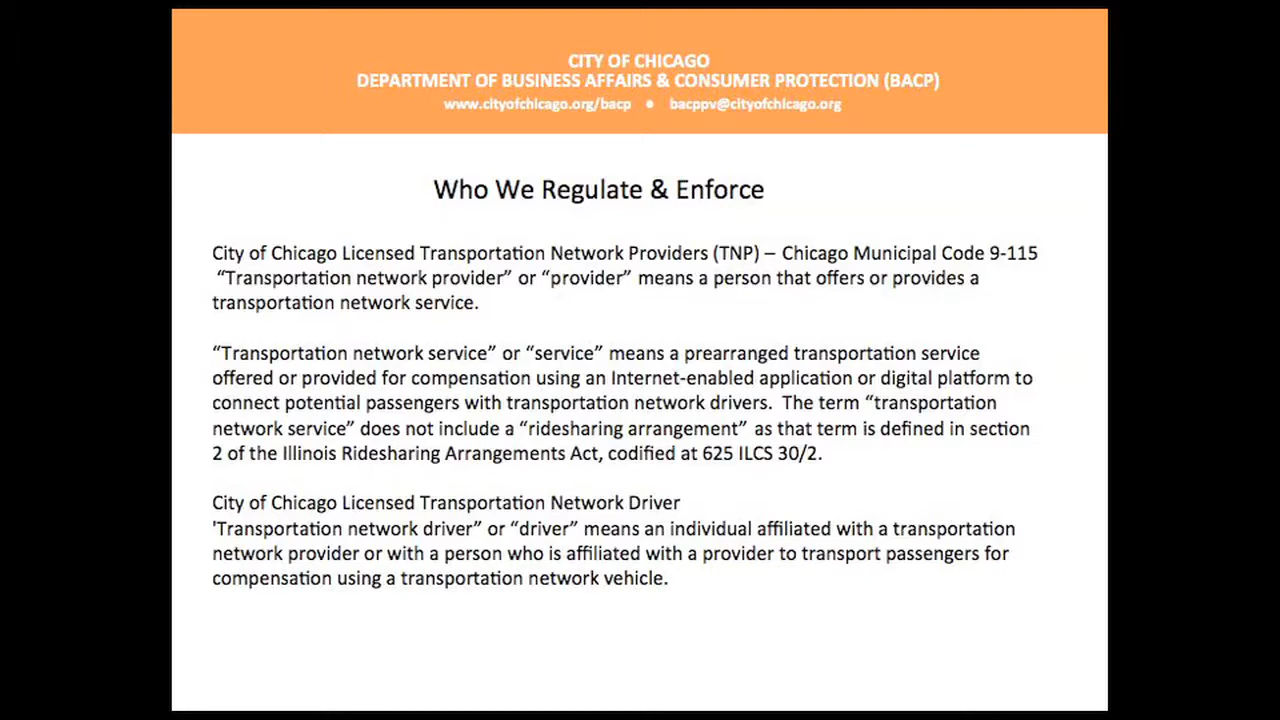 CITY OF CHICAGO
DEPARTMENT OF BUSINESS AFFAIRS & CONSUMER PROTECTION (BACP)
www.cityofchicago.org/bacp • bacppv@cityofchicago.org
Who We Regulate & Enforce
City of Chicago Licensed Transportation Network Providers (TNP) – Chicago Municipal Code 9-115
“Transportation network provider” or “provider” means a person that offers or provides a
transportation network service.
“Transportation network service” or “service” means a prearranged transportation service
offered or provided for compensation using an Internet-enabled application or digital platform to
connect potential passengers with transportation network drivers. The term “transportation
network service” does not include a “ridesharing arrangement” as that term is defined in section
2 of the Illinois Ridesharing Arrangements Act, codified at 625 ILCS 30/2.
City of Chicago Licensed Transportation Network Driver
'Transportation network driver” or “driver” means an individual affiliated with a transportation
network provider or with a person who is affiliated with a provider to transport passengers for
compensation using a transportation network vehicle.